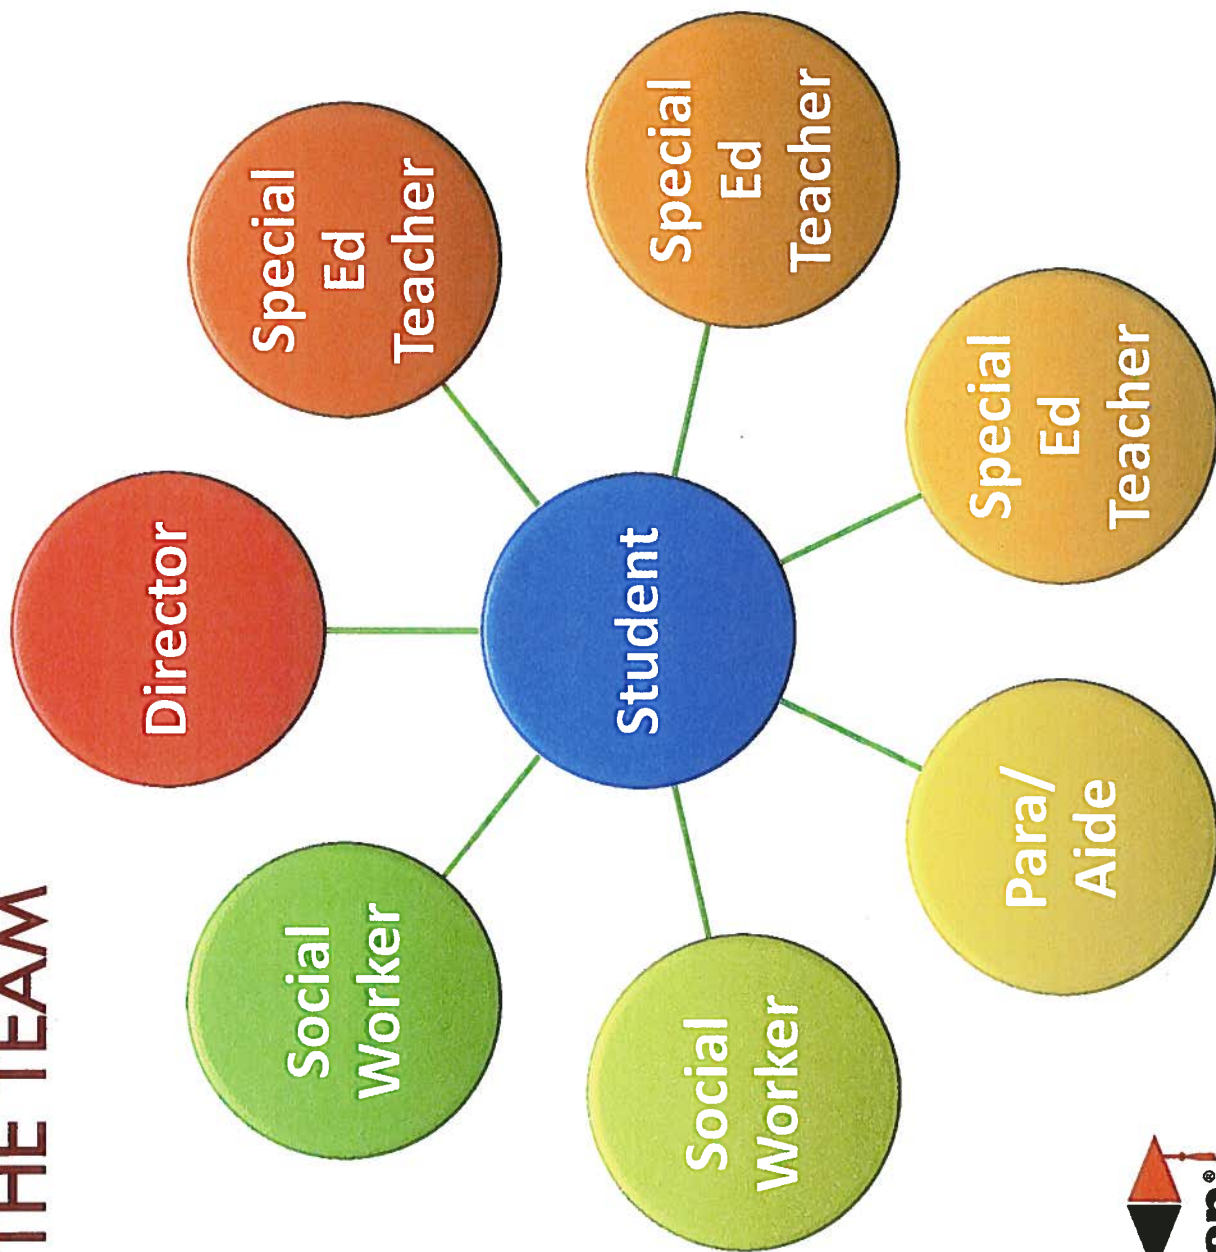 THE TEAM
Director
Special
Ed
Teacher
Special
Ed
Teacher
Special
Ed
Teacher
Para/
Aide
Social
Worker
Social
Worker
Student